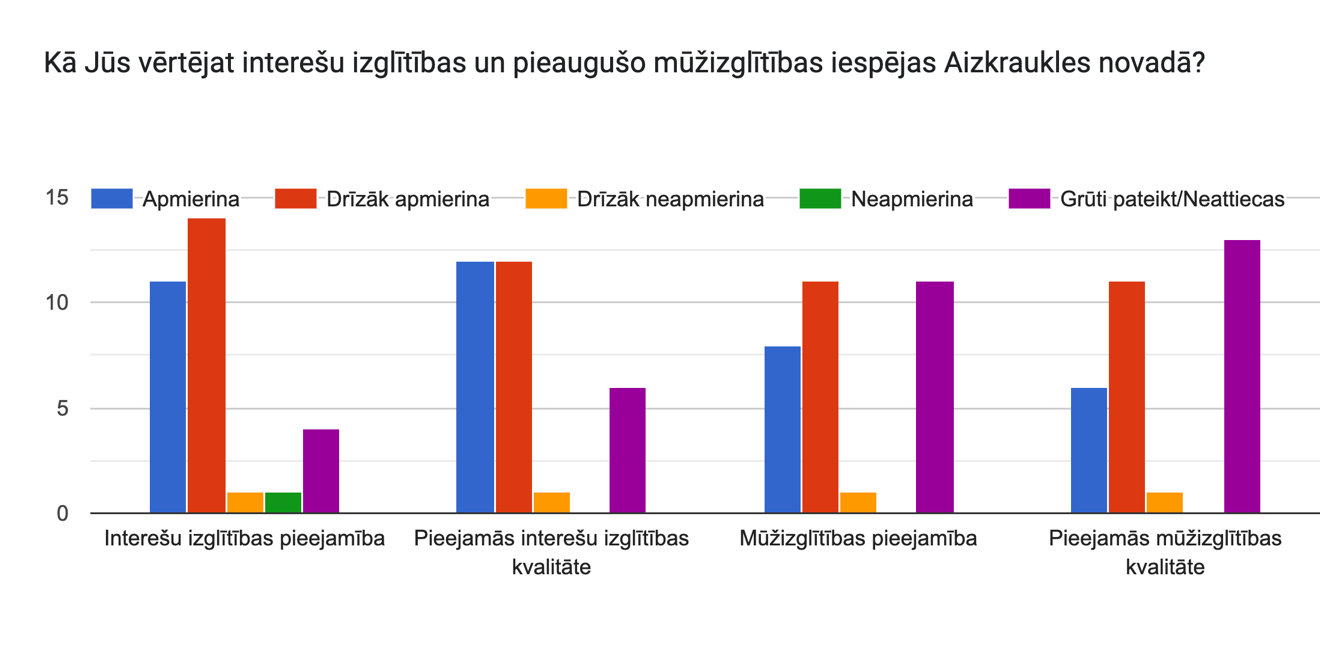 Kā Jūs vērtējat interešu izglītības un pieaugušo mūžizglītības iespējas Aizkraukles novadā?
15 Apmierina Drīzāk apmierina Drīzāk neapmierina Neapmierina Grūti pateikt/Neattiecas
10
5
0
Interešu izglītības pieejamība Pieejamās interešu izglītības Mūžizglītības pieejamība Pieejamās mūžizglītības
kvalitāte kvalitāte